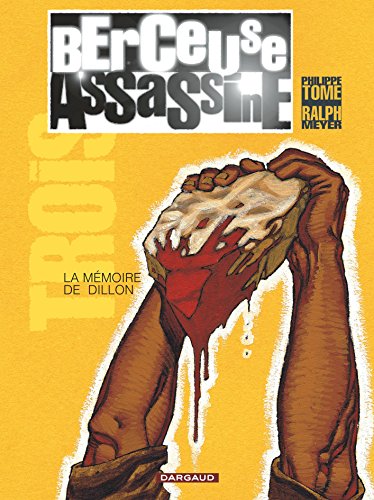 BERCEUSE
ASSASSINE
PHILIPPE
TOME
RALPH
MEYER
TROIS
LA MÉMOIRE
DE DILLON
DARGAUD